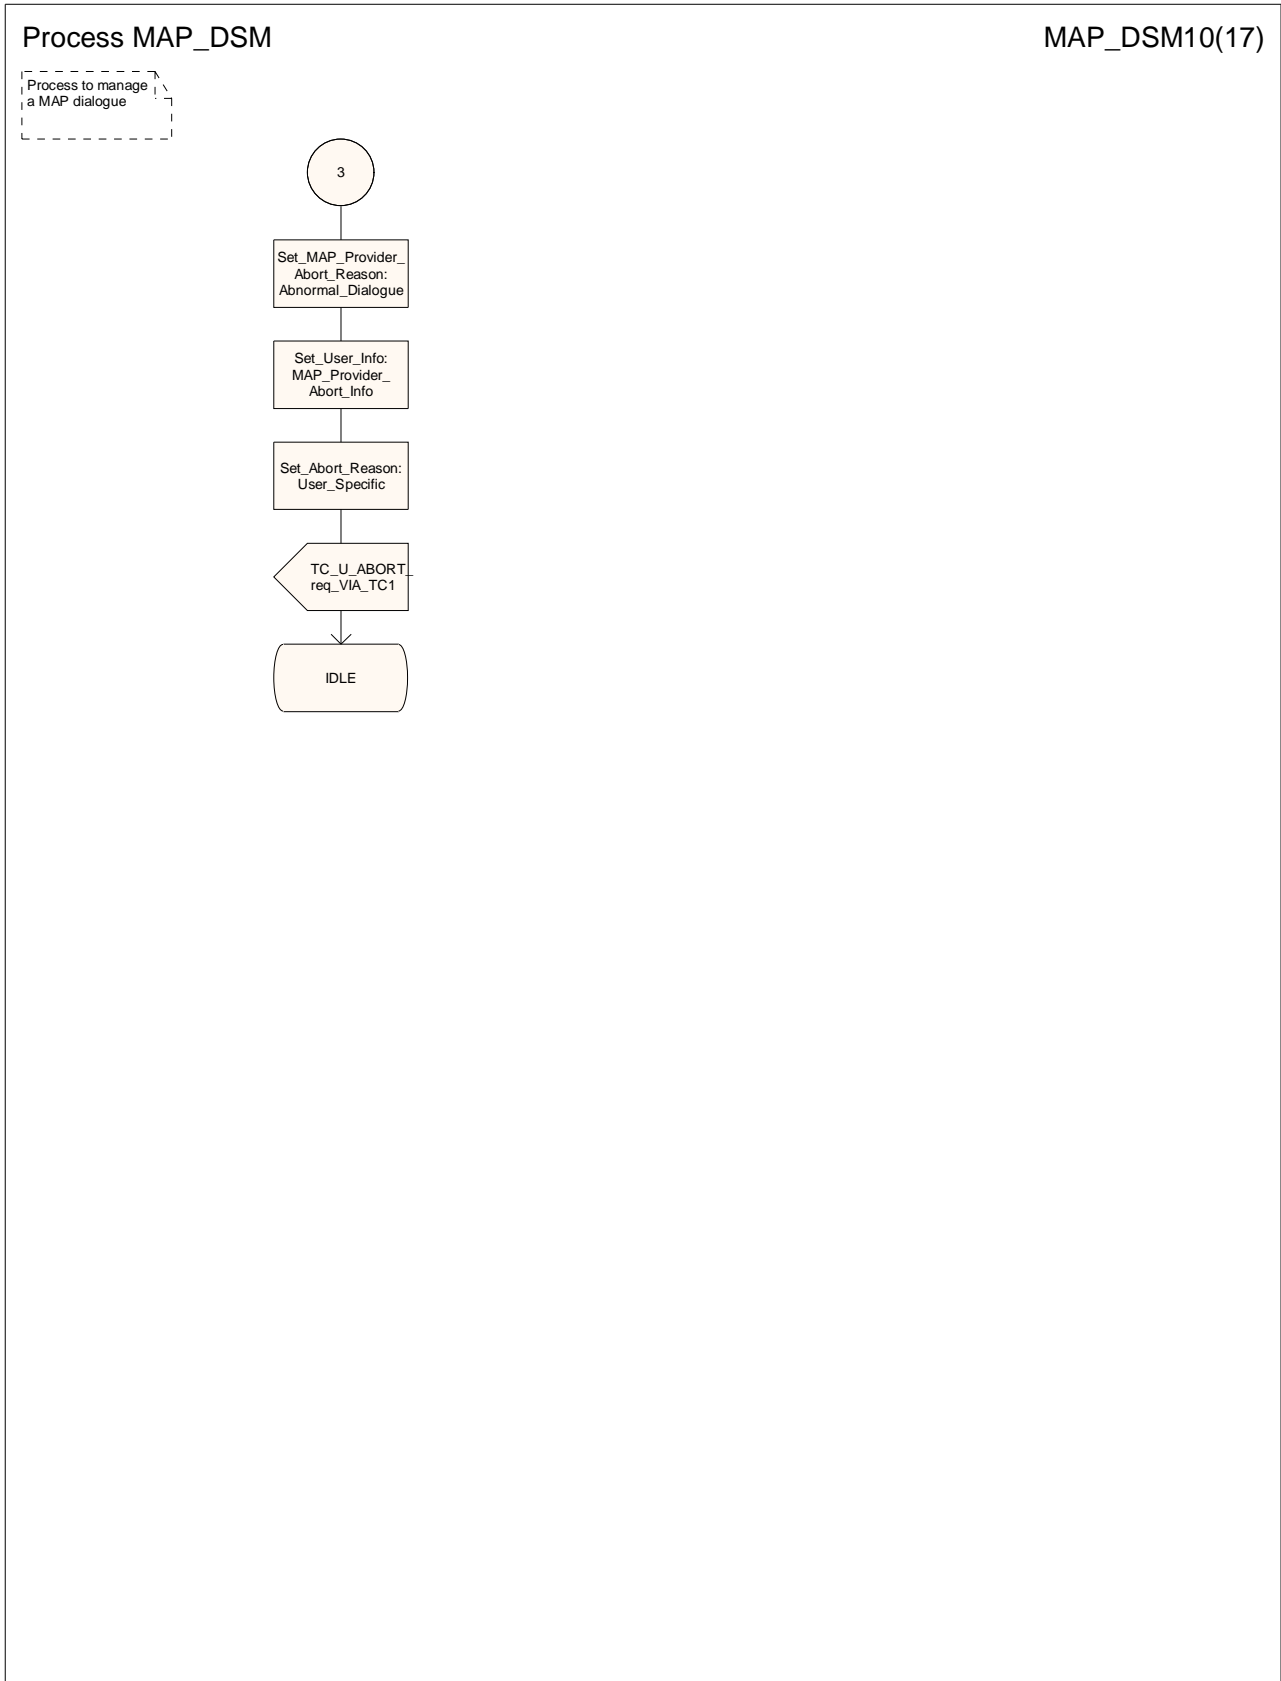 Process MAP_DSM
MAP_DSM10(17)
Process to manage
a MAP dialogue
3
Set_MAP_Provider_
Abort_Reason:
Abnormal_Dialogue
Set_User_Info:
MAP_Provider_
Abort_Info
Set_Abort_Reason:
User_Specific
TC_U_ABORT_
req_VIA_TC1
IDLE